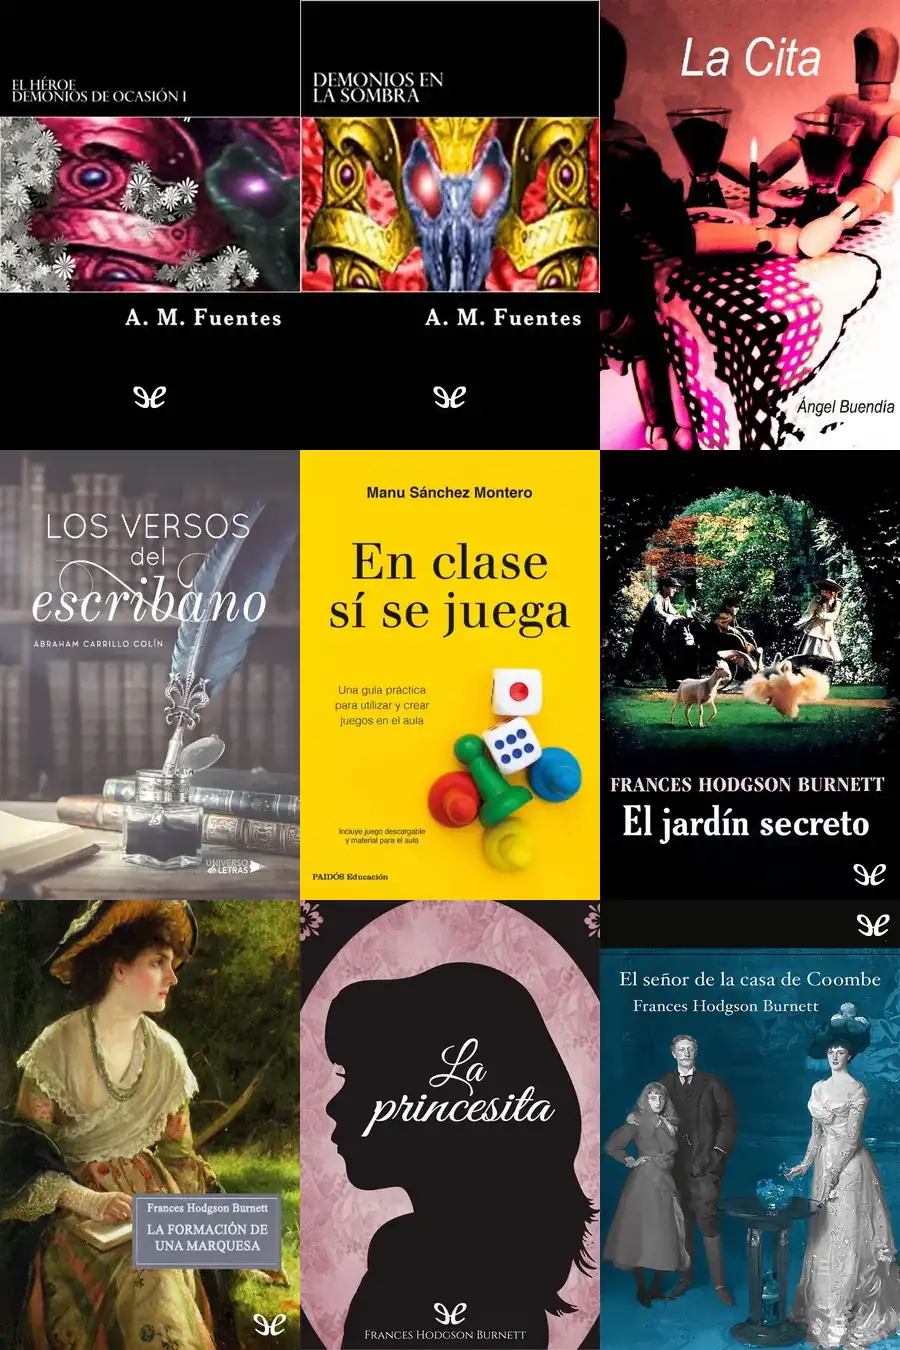 EL HÉROE
DEMONIOS DE OCASIÓN I
A. M. Fuentes
DEMONIOS EN
LA SOMBRA
A. M. Fuentes
La Cita
Ángel Buendía
LOS VERSOS
del
escribano
ABRAHAM CARRILLO COLÍN
UNIVERSO
de LETRAS
Manu Sánchez Montero
En clase
sí se juega
Una guía práctica
para utilizar y crear
juegos en el aula
Incluye juego descargable
y material para el aula
PAIDÓS Educación
FRANCES HODGSON BURNETT
El jardín secreto
Frances Hodgson Burnett
LA FORMACIÓN DE
UNA MARQUESA
La
princesita
FRANCES HODGSON BURNETT
El señor de la casa de Coombe
Frances Hodgson Burnett